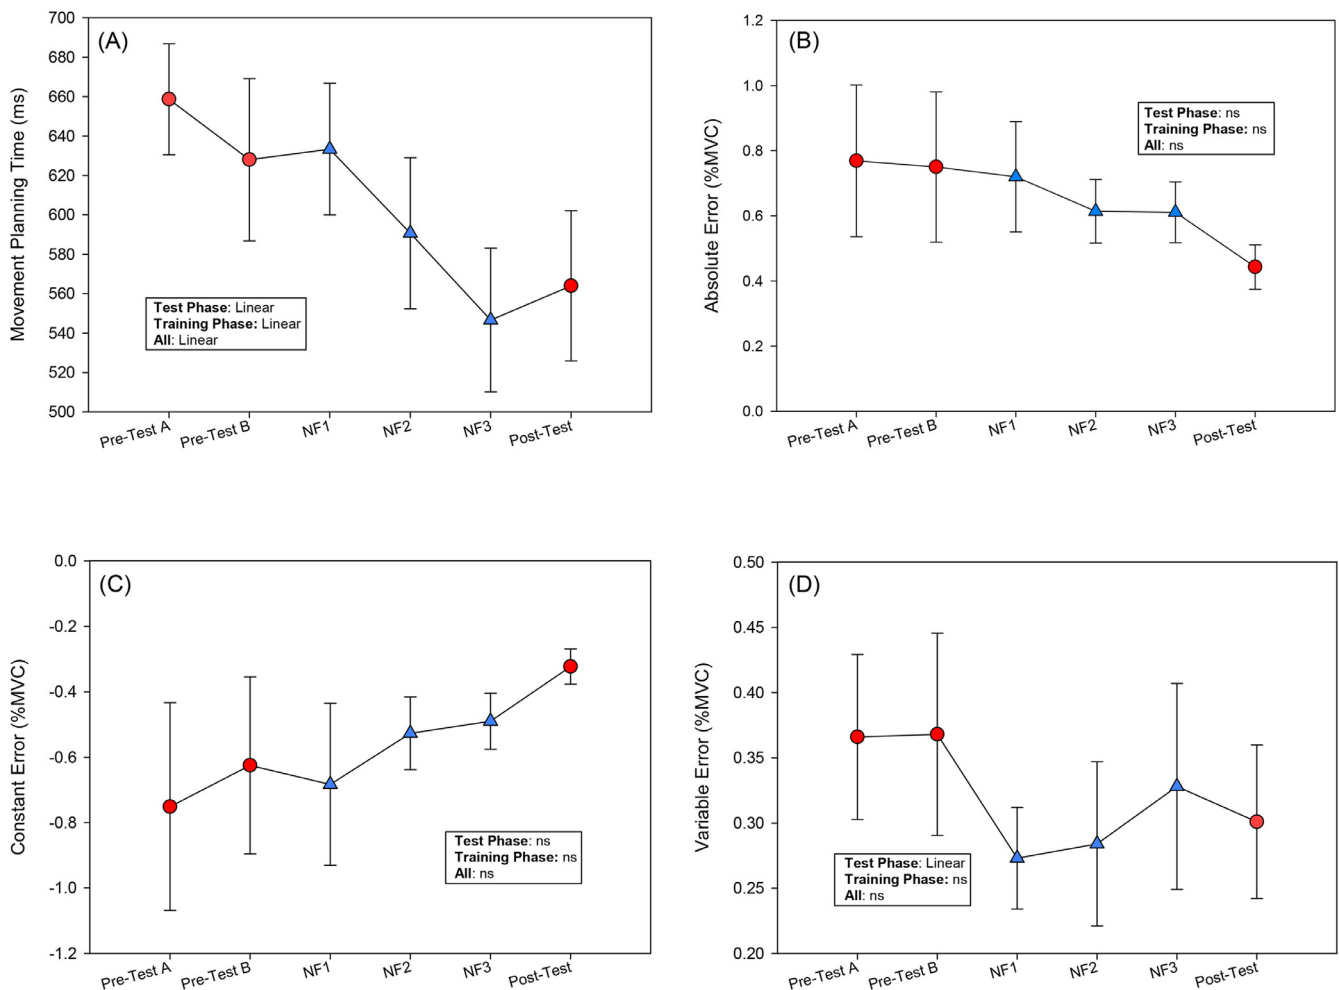 (A)
Movement Planning Time (ms)
700
680
660
640
620
600
580
560
540
520
500
Test Phase: Linear
Training Phase: Linear
All: Linear
Pre-Test A
Pre-Test B
NF1
NF2
NF3
Post-Test
(B)
Absolute Error (%MVC)
1.2
1.0
0.8
0.6
0.4
0.2
0.0
Test Phase: ns
Training Phase: ns
All: ns
Pre-Test A
Pre-Test B
NF1
NF2
NF3
Post-Test
(C)
Constant Error (%MVC)
0.0
-0.2
-0.4
-0.6
-0.8
-1.0
-1.2
Test Phase: ns
Training Phase: ns
All: ns
Pre-Test A
Pre-Test B
NF1
NF2
NF3
Post-Test
(D)
Variable Error (%MVC)
0.50
0.45
0.40
0.35
0.30
0.25
0.20
Test Phase: Linear
Training Phase: ns
All: ns
Pre-Test A
Pre-Test B
NF1
NF2
NF3
Post-Test